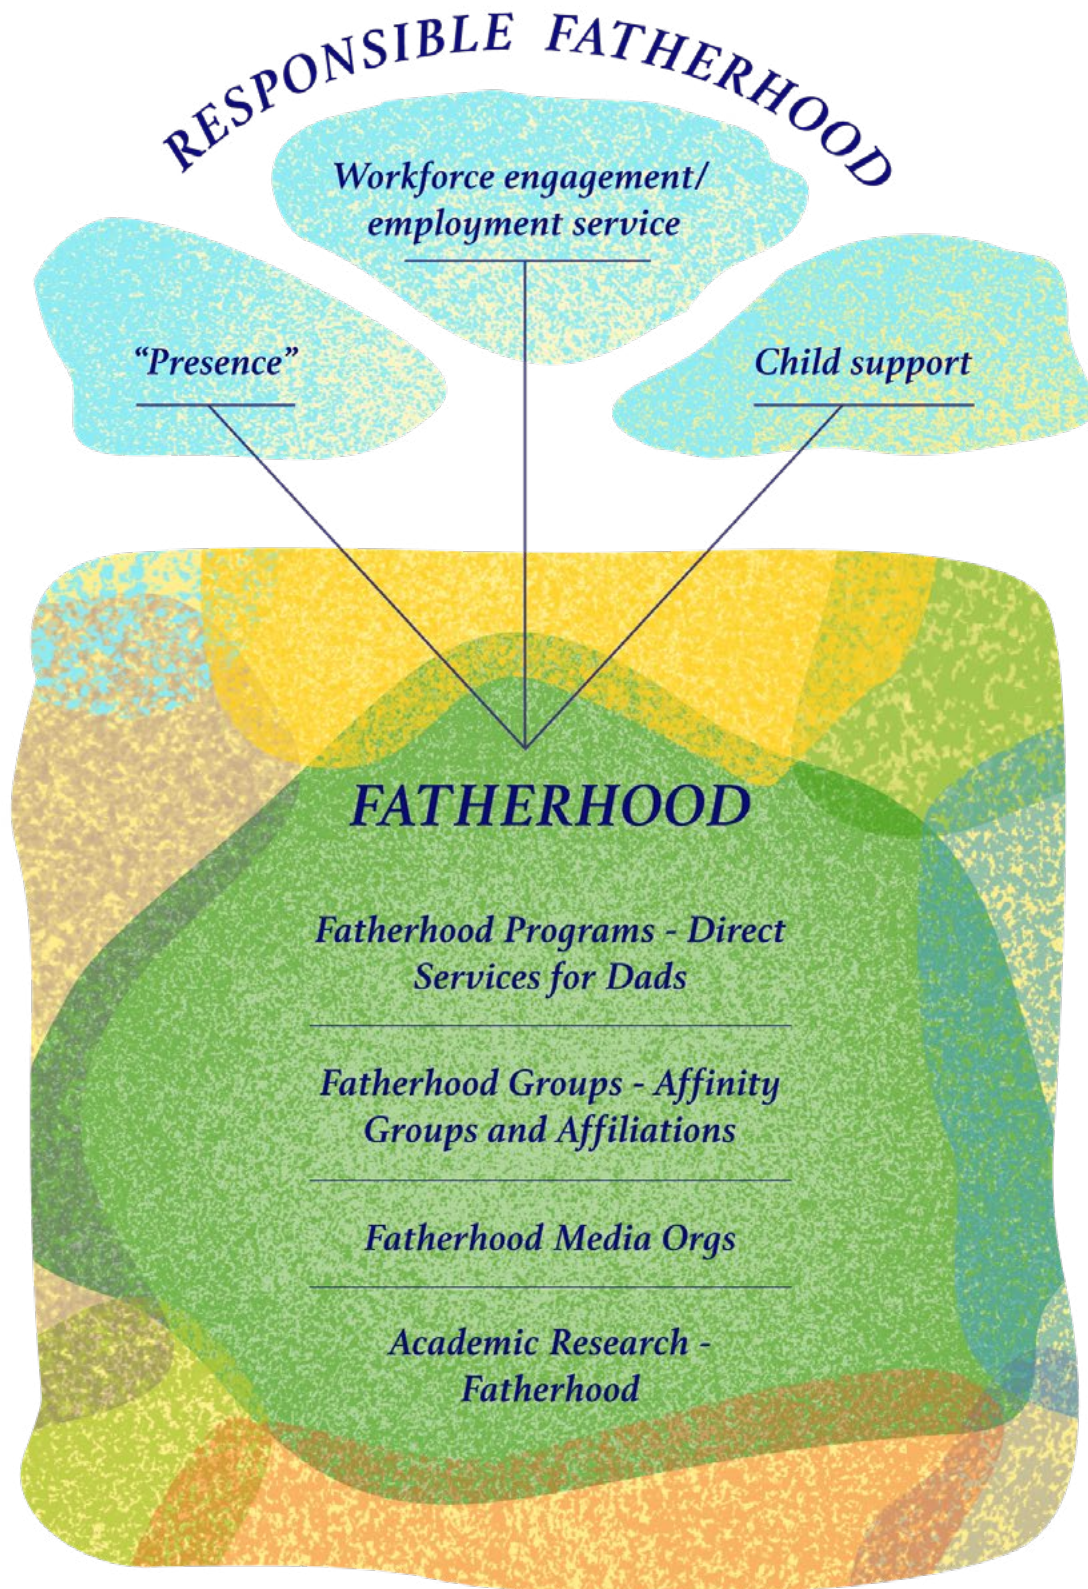 RESPONSIBLE FATHERHOOD
Workforce engagement/
employment service
“Presence”
Child support
FATHERHOOD
Fatherhood Programs - Direct
Services for Dads
Fatherhood Groups - Affinity
Groups and Affiliations
Fatherhood Media Orgs
Academic Research -
Fatherhood